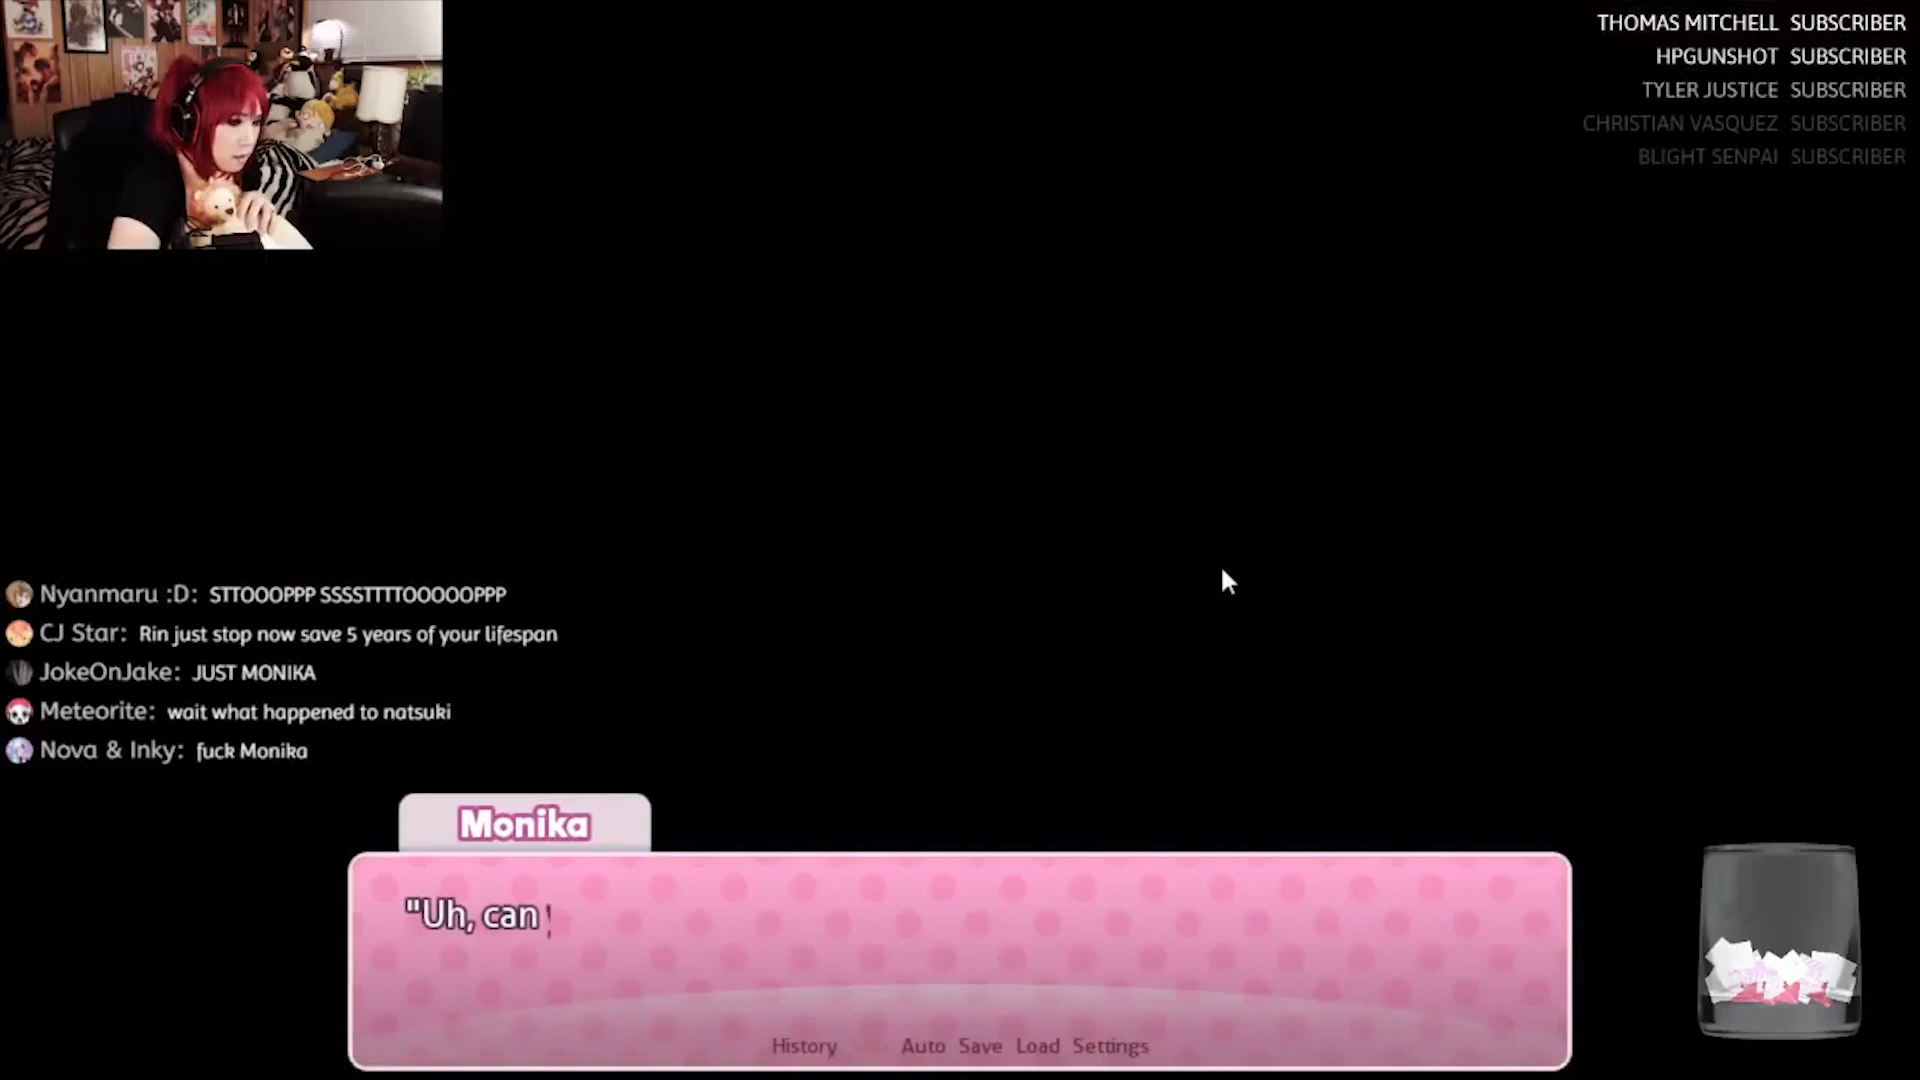 THOMAS MITCHELL SUBSCRIBER
HPGUNSHOT SUBSCRIBER
TYLER JUSTICE SUBSCRIBER
CHRISTIAN VASQUEZ SUBSCRIBER
BLIGHT SENPAI SUBSCRIBER
Nyanmaru :D: STTOOOPPP SSSSTTTTOOOOOPPP
CJ Star: Rin just stop now save 5 years of your lifespan
JokeOnJake: JUST MONIKA
Meteorite: wait what happened to natsuki
Nova & Inky: fuck Monika
Monika
"Uh, can
History Auto Save Load Settings